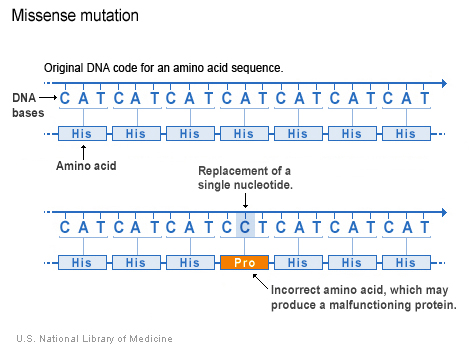 Missense mutation
Original DNA code for an amino acid sequence.
DNA bases
C A T C A T C A T C A T C A T C A T C A T
His His His His His His His
Amino acid
Replacement of a
single nucleotide.
C A T C A T C A T C C T C A T C A T C A T
His His His Pro His His His
Incorrect amino acid, which may
produce a malfunctioning protein.
U.S. National Library of Medicine